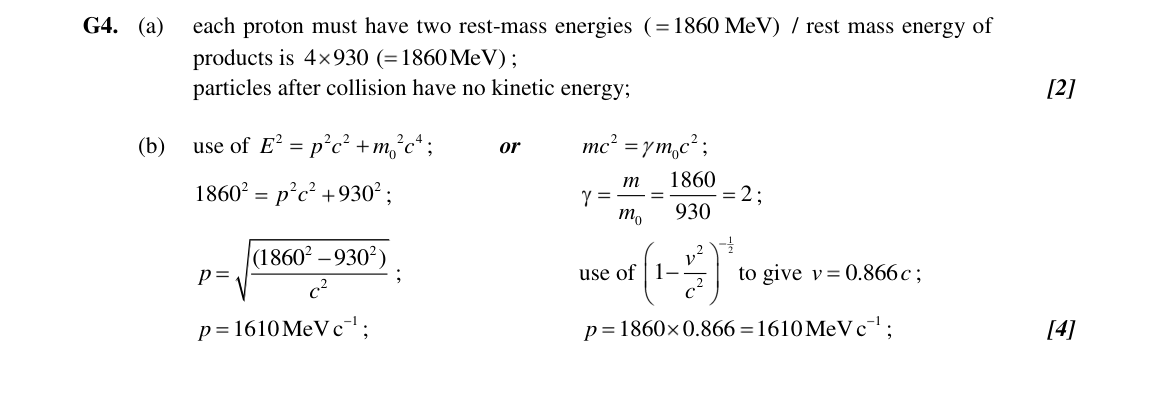 G4. (a) each proton must have two rest-mass energies (=1860 MeV) / rest mass energy of
products is 4×930 (=1860MeV) ;
particles after collision have no kinetic energy; [2]
(b) use of E² = p²c² + m₀²c⁴ ; or mc² = γm₀c² ;
1860² = p²c² + 930² ; γ = m/m₀ = 1860/930 = 2 ;
p = √((1860² − 930²)/c²) ; use of (1 − v²/c²)^(−1/2) to give v = 0.866c ;
p = 1610 MeV c⁻¹ ; p = 1860×0.866 = 1610 MeV c⁻¹ ; [4]